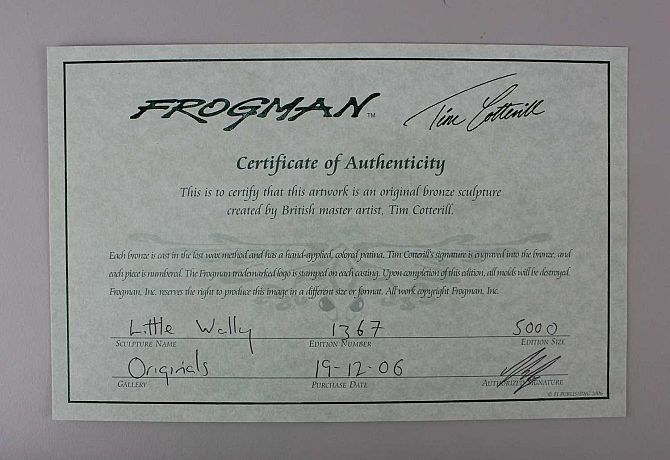 FROGMAN™ Tim Cotterill
Certificate of Authenticity
This is to certify that this artwork is an original bronze sculpture
created by British master artist, Tim Cotterill.
Each bronze is cast in the lost wax method and has a hand-applied, colored patina. Tim Cotterill's signature is engraved into the bronze, and
each piece is numbered. The Frogman trademarked logo is stamped on each casting. Upon completion of this edition, all molds will be destroyed.
Frogman, Inc. reserves the right to produce this image in a different size or format. All work copyright Frogman, Inc.
Little Wally 1367 5000
SCULPTURE NAME EDITION NUMBER EDITION SIZE
Originals 19-12-06
GALLERY PURCHASE DATE AUTHORIZED SIGNATURE
PUBLISHING 2006